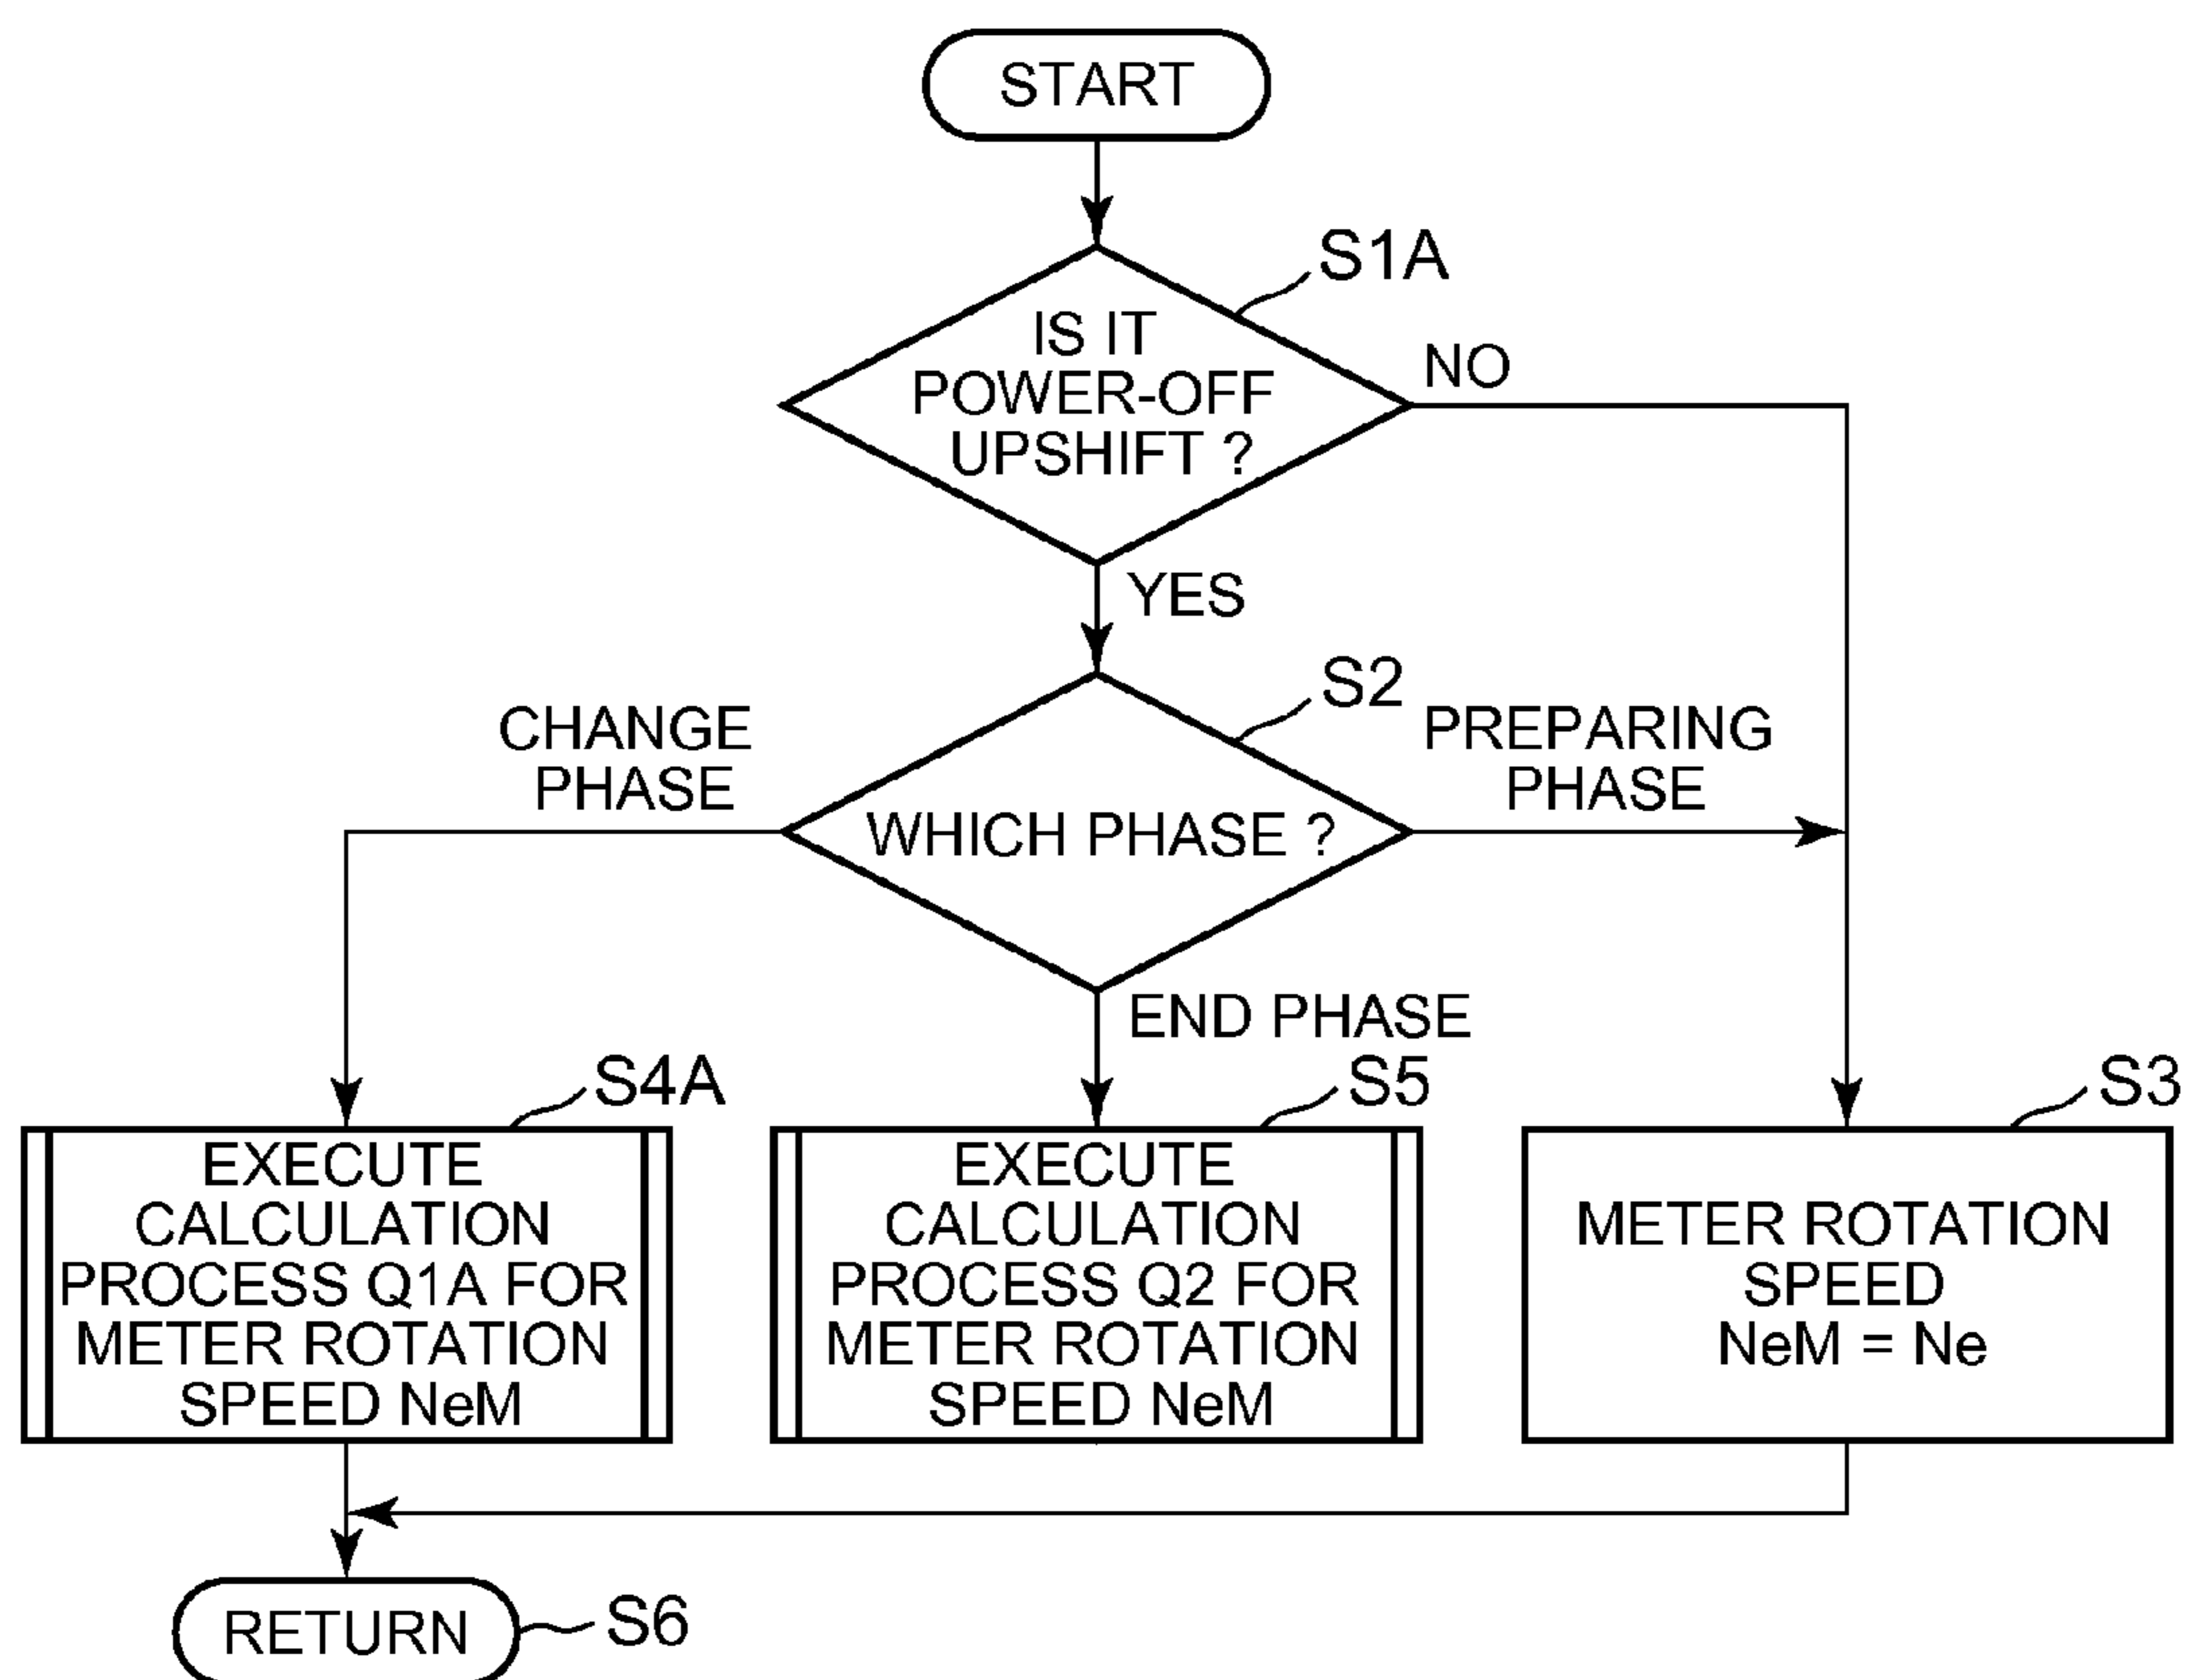 START
S1A
IS IT
POWER-OFF
UPSHIFT ?
NO
YES
S2
CHANGE
PHASE
PREPARING
PHASE
WHICH PHASE ?
END PHASE
S4A
EXECUTE
CALCULATION
PROCESS Q1A FOR
METER ROTATION
SPEED NeM
S5
EXECUTE
CALCULATION
PROCESS Q2 FOR
METER ROTATION
SPEED NeM
S3
METER ROTATION
SPEED
NeM = Ne
RETURN
S6